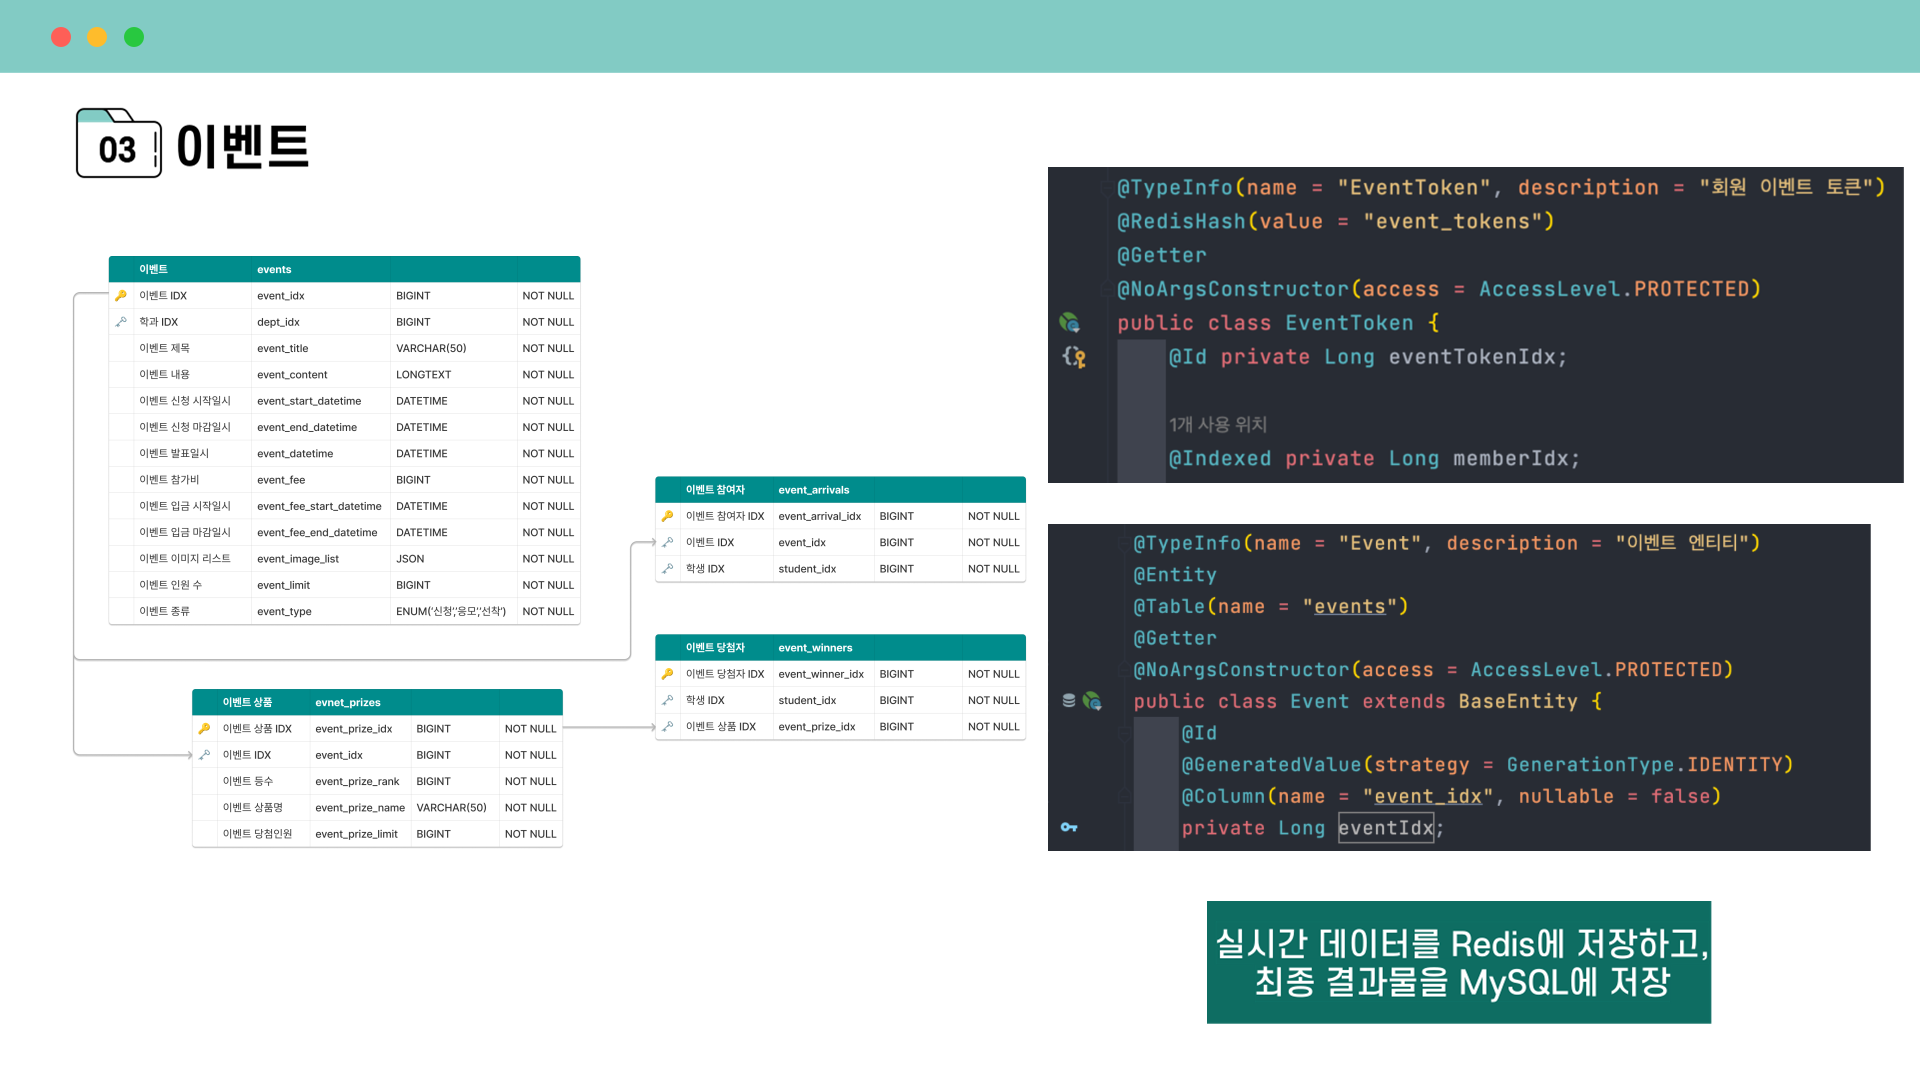 03 이벤트
이벤트 events
이벤트 IDX event_idx BIGINT NOT NULL
학과 IDX dept_idx BIGINT NOT NULL
이벤트 제목 event_title VARCHAR(50) NOT NULL
이벤트 내용 event_content LONGTEXT NOT NULL
이벤트 신청 시작일시 event_start_datetime DATETIME NOT NULL
이벤트 신청 마감일시 event_end_datetime DATETIME NOT NULL
이벤트 발표일시 event_datetime DATETIME NOT NULL
이벤트 참가비 event_fee BIGINT NOT NULL
이벤트 입금 시작일시 event_fee_start_datetime DATETIME NOT NULL
이벤트 입금 마감일시 event_fee_end_datetime DATETIME NOT NULL
이벤트 이미지 리스트 event_image_list JSON NOT NULL
이벤트 인원 수 event_limit BIGINT NOT NULL
이벤트 종류 event_type ENUM('신청','응모','선착') NOT NULL
이벤트 상품 evnet_prizes
이벤트 상품 IDX event_prize_idx BIGINT NOT NULL
이벤트 IDX event_idx BIGINT NOT NULL
이벤트 등수 event_prize_rank BIGINT NOT NULL
이벤트 상품명 event_prize_name VARCHAR(50) NOT NULL
이벤트 당첨인원 event_prize_limit BIGINT NOT NULL
이벤트 참여자 event_arrivals
이벤트 참여자 IDX event_arrival_idx BIGINT NOT NULL
이벤트 IDX event_idx BIGINT NOT NULL
학생 IDX student_idx BIGINT NOT NULL
이벤트 당첨자 event_winners
이벤트 당첨자 IDX event_winner_idx BIGINT NOT NULL
학생 IDX student_idx BIGINT NOT NULL
이벤트 상품 IDX event_prize_idx BIGINT NOT NULL
@TypeInfo(name = "EventToken", description = "회원 이벤트 토큰")
@RedisHash(value = "event_tokens")
@Getter
@NoArgsConstructor(access = AccessLevel.PROTECTED)
public class EventToken {
@Id private Long eventTokenIdx;
1개 사용 위치
@Indexed private Long memberIdx;
@TypeInfo(name = "Event", description = "이벤트 엔티티")
@Entity
@Table(name = "events")
@Getter
@NoArgsConstructor(access = AccessLevel.PROTECTED)
public class Event extends BaseEntity {
@Id
@GeneratedValue(strategy = GenerationType.IDENTITY)
@Column(name = "event_idx", nullable = false)
private Long eventIdx;
실시간 데이터를 Redis에 저장하고,
최종 결과물을 MySQL에 저장